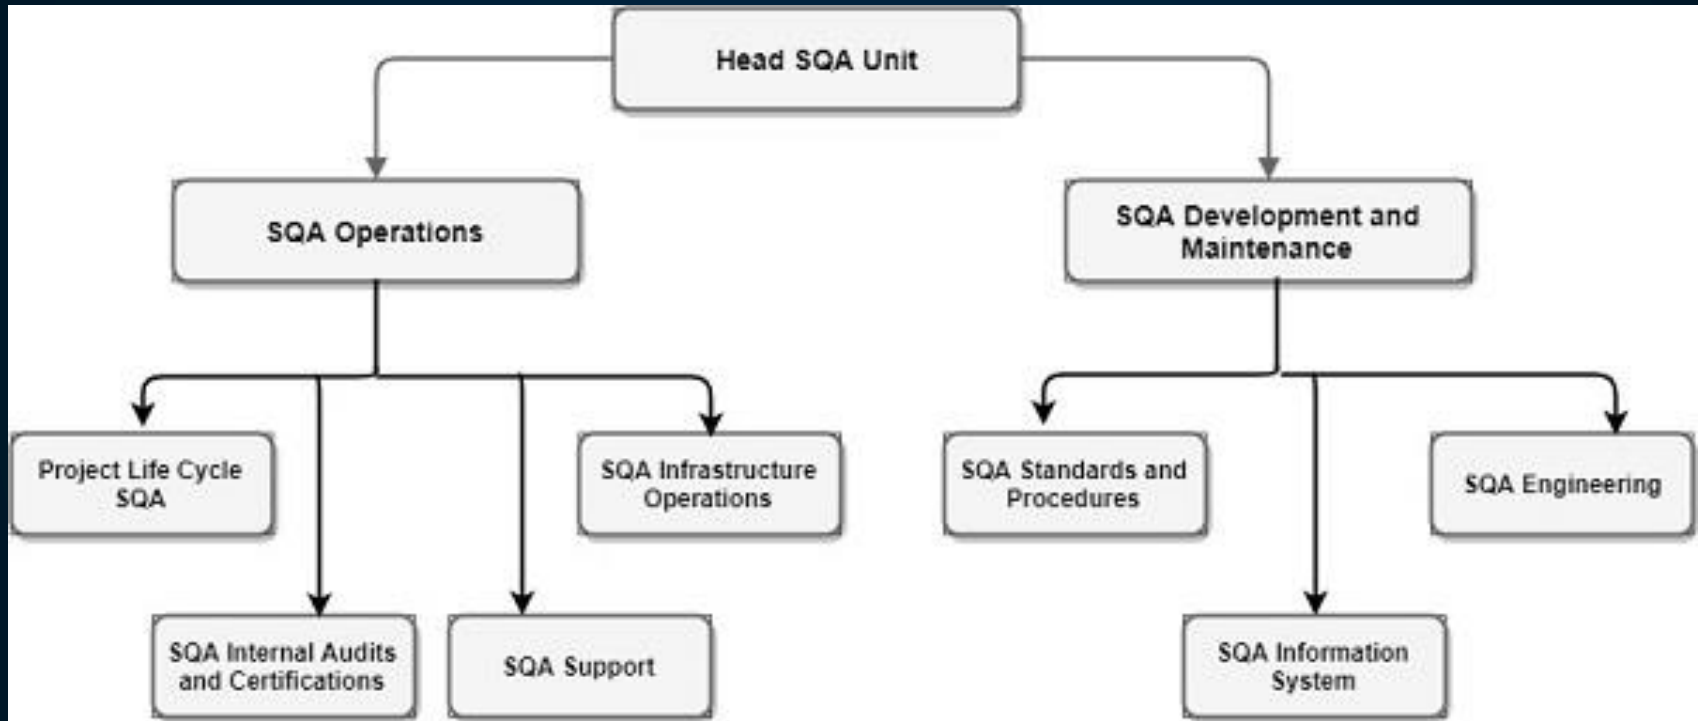 Head SQA Unit
SQA Operations
SQA Development and
Maintenance
Project Life Cycle
SQA
SQA Infrastructure
Operations
SQA Standards and
Procedures
SQA Engineering
SQA Internal Audits
and Certifications
SQA Support
SQA Information
System